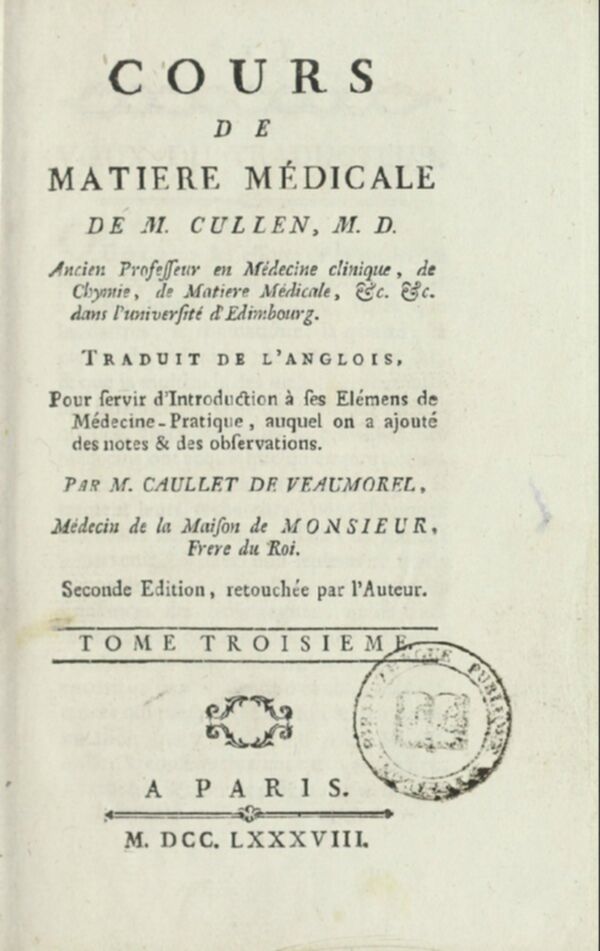 COURS
DE
MATIERE MÉDICALE
DE M. CULLEN, M. D.
Ancien Profeſſeur en Médecine clinique, de
Chymie, de Matiere Médicale, &c. &c.
dans l'univerſité d'Edimbourg.
TRADUIT DE L'ANGLOIS,
Pour ſervir d'Introduction à ſes Elémens de
Médecine-Pratique, auquel on a ajouté
des notes & des obſervations.
PAR M. CAULLET DE VEAUMOREL,
Médecin de la Maiſon de MONSIEUR,
Frere du Roi.
Seconde Edition, retouchée par l'Auteur.
TOME TROISIEME.
BIBLIOTHEQUE PUBLIQUE
A PARIS.
M. DCC. LXXXVIII.